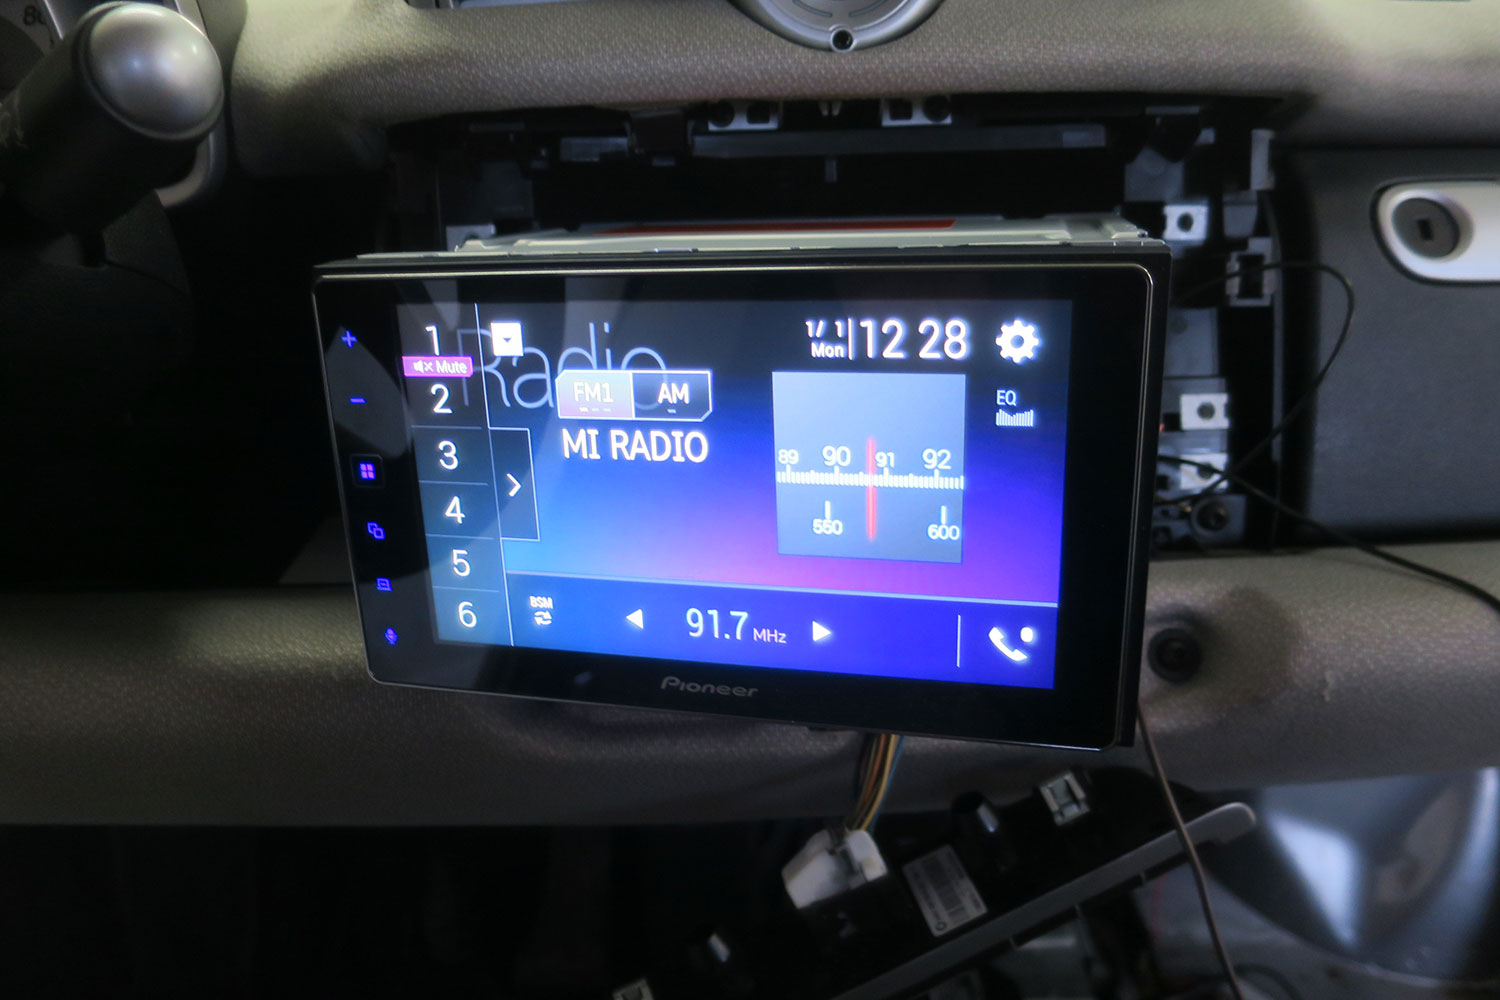 80
Radio
1/ 1
Mon
12 28
1
Mute
2
3
4
5
6
FM1
AM
MI RADIO
EQ
89 90 91 92
550 600
BSM
91.7 MHz
Pioneer